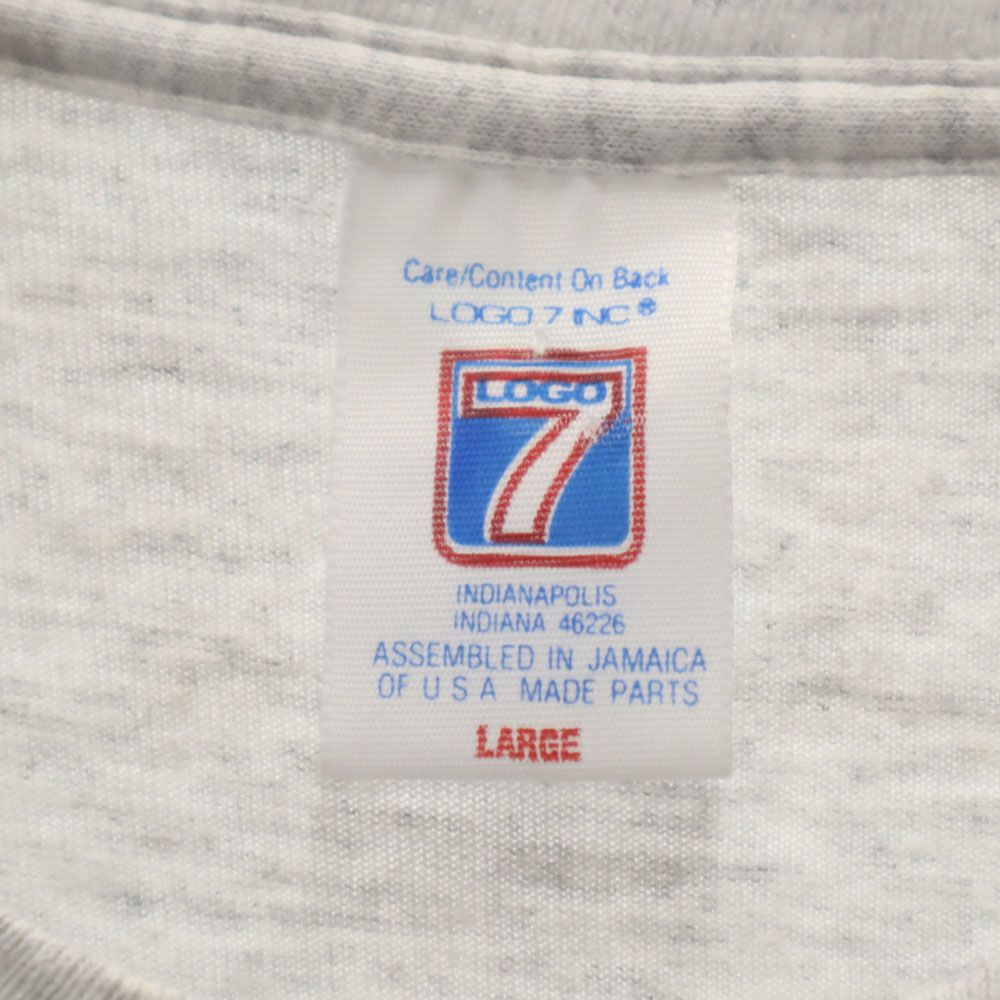 Care/Content On Back
LOGO 7 INC®
LOGO
7
INDIANAPOLIS
INDIANA 46226
ASSEMBLED IN JAMAICA
OF U S A MADE PARTS
LARGE